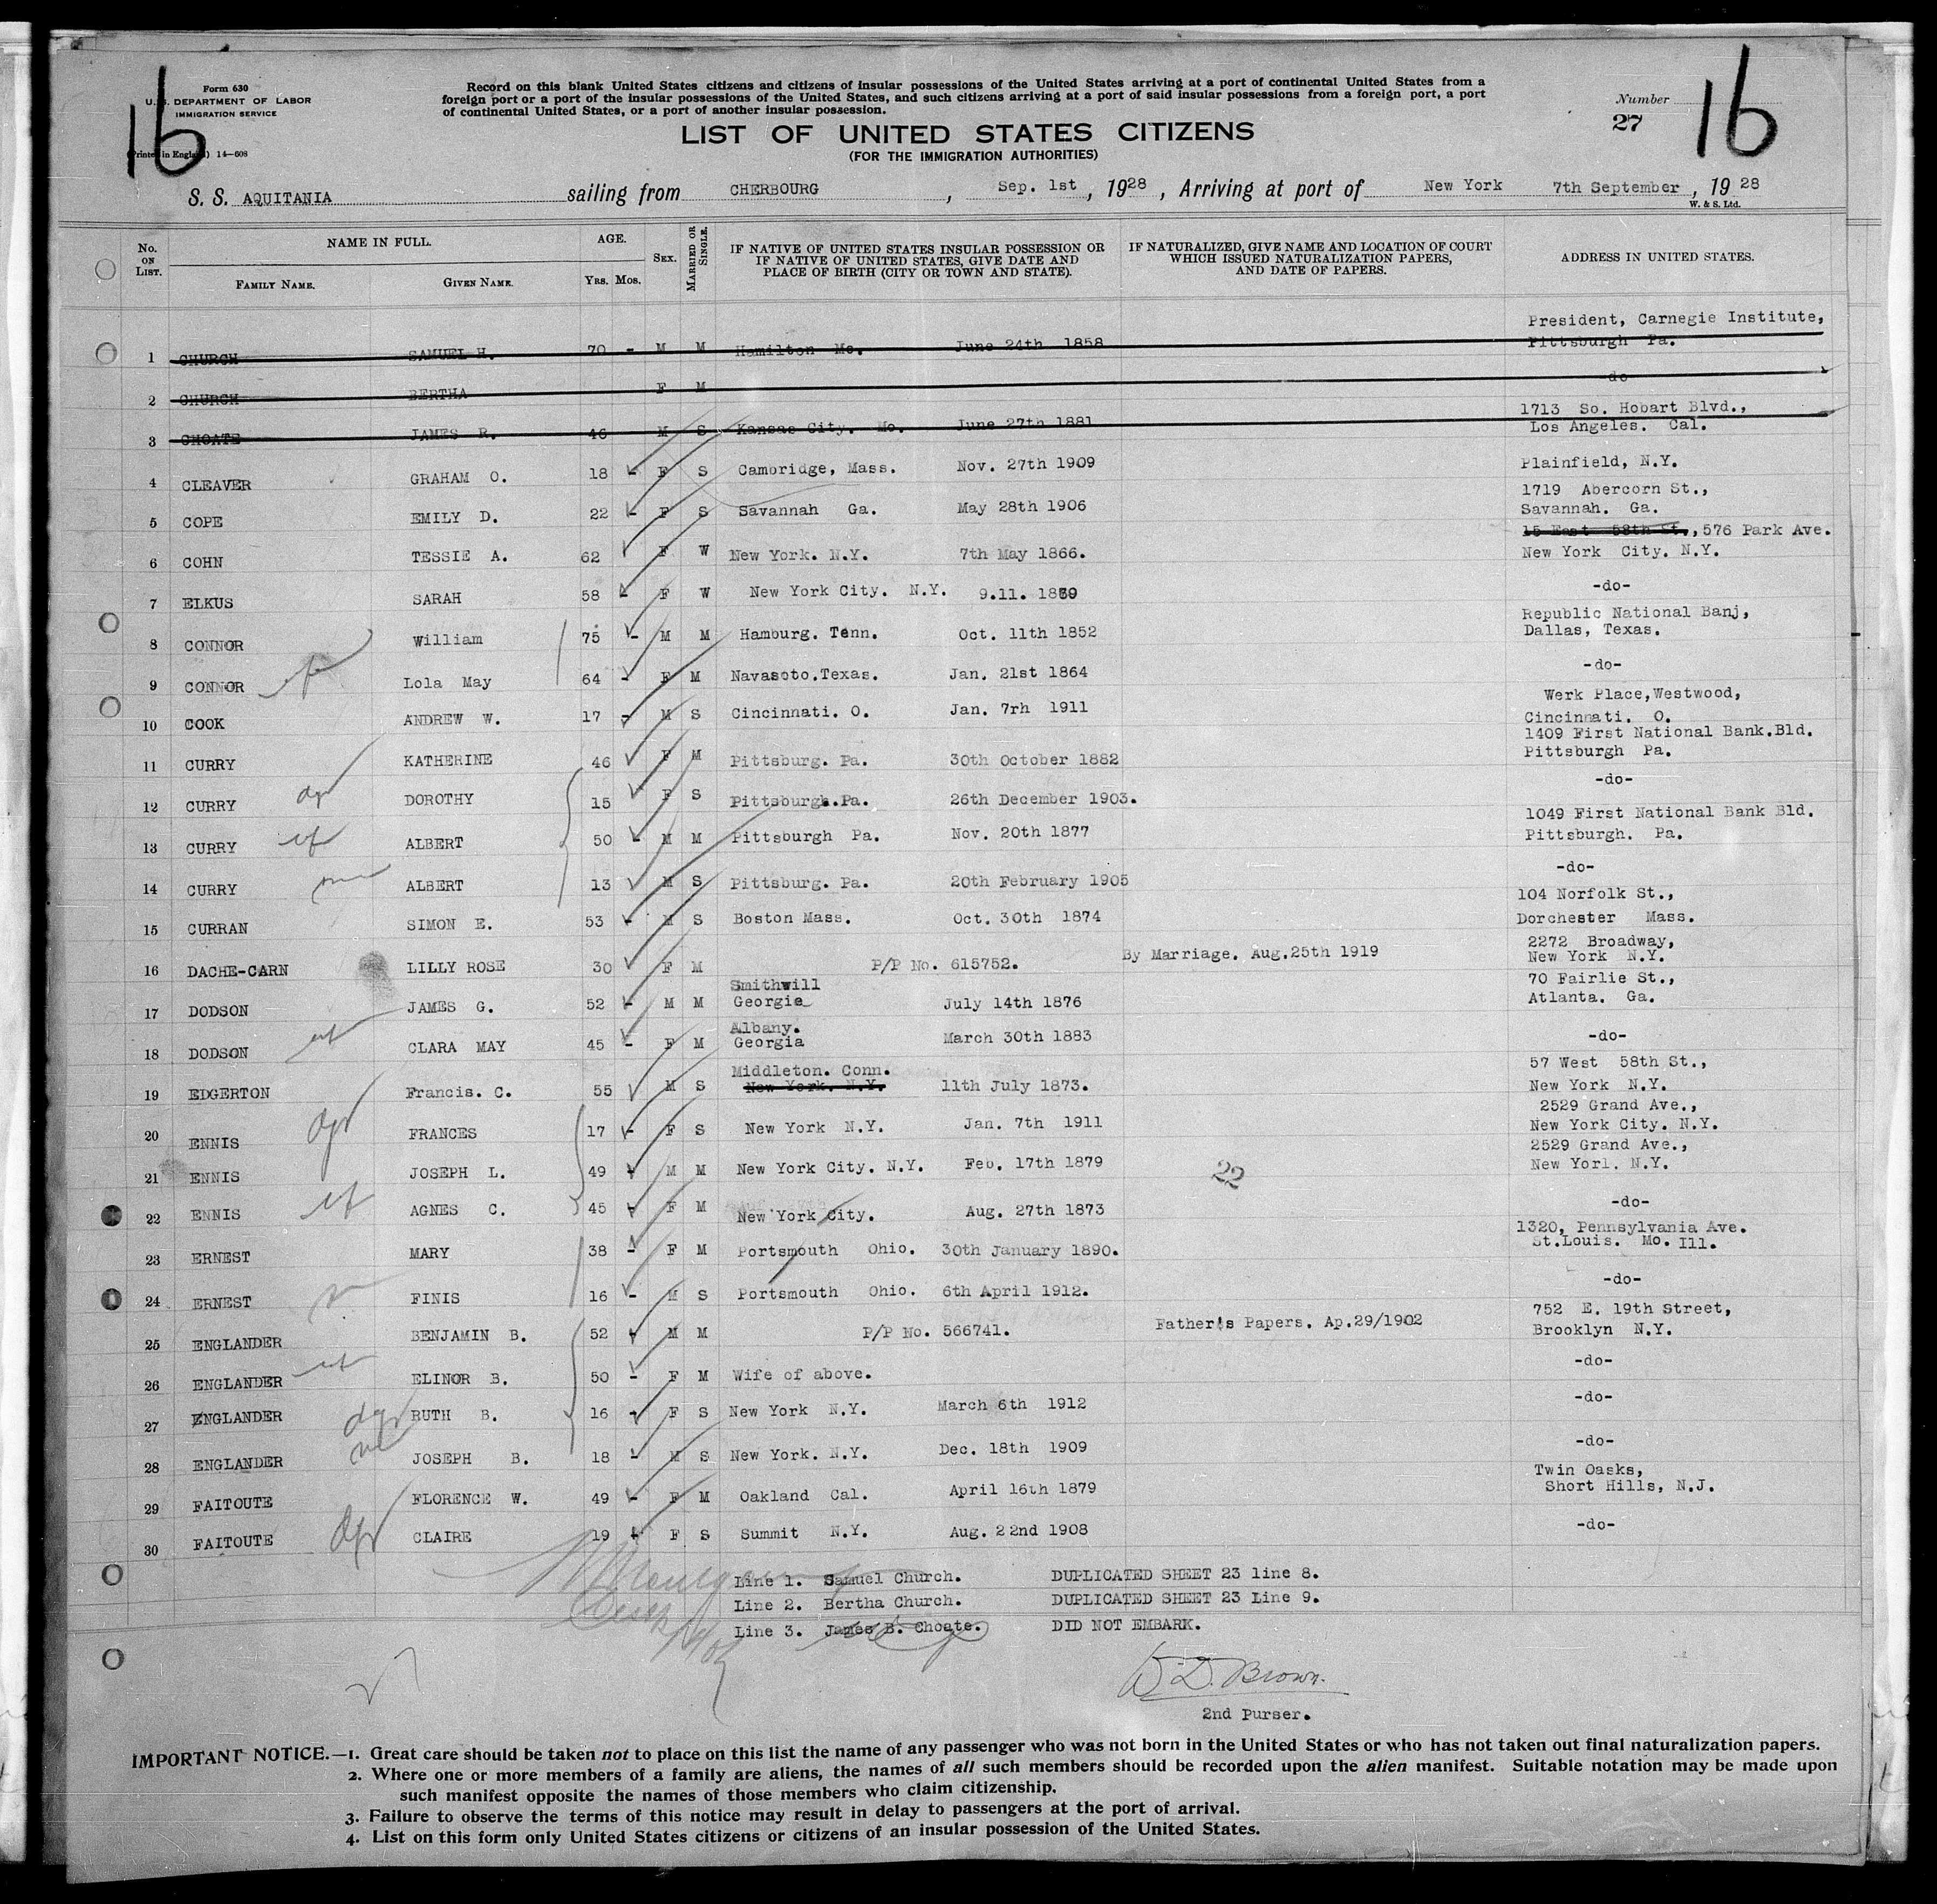 16
Form 630
U.S. DEPARTMENT OF LABOR
IMMIGRATION SERVICE
(Printed in England) 14—608
Record on this blank United States citizens and citizens of insular possessions of the United States arriving at a port of continental United States from a
foreign port or a port of the insular possessions of the United States, and such citizens arriving at a port of said insular possessions from a foreign port, a port
of continental United States, or a port of another insular possession.
Number
27
16
LIST OF UNITED STATES CITIZENS
(FOR THE IMMIGRATION AUTHORITIES)
S. S. AQUITANIA sailing from CHERBOURG, Sep. 1st, 1928, Arriving at port of New York 7th September, 1928
W. & S. Ltd.
No. ON LIST. NAME IN FULL. FAMILY NAME. GIVEN NAME. AGE. YRS. MOS. SEX. MARRIED OR SINGLE. IF NATIVE OF UNITED STATES INSULAR POSSESSION OR IF NATIVE OF UNITED STATES, GIVE DATE AND PLACE OF BIRTH (CITY OR TOWN AND STATE). IF NATURALIZED, GIVE NAME AND LOCATION OF COURT WHICH ISSUED NATURALIZATION PAPERS, AND DATE OF PAPERS. ADDRESS IN UNITED STATES.
1 CHURCH SAMUEL H. 70 - M M Hamilton Mo. June 24th 1858 President, Carnegie Institute, Pittsburgh Pa.
2 CHURCH BERTHA F M -do-
3 CHOATE JAMES R. 46 M S Kansas City. Mo. June 27th 1881 1713 So. Hobart Blvd., Los Angeles. Cal.
4 CLEAVER GRAHAM O. 18 - F S Cambridge, Mass. Nov. 27th 1909 Plainfield, N.Y.
5 COPE EMILY D. 22 - F S Savannah Ga. May 28th 1906 1719 Abercorn St., Savannah. Ga.
6 COHN TESSIE A. 62 F W New York. N.Y. 7th May 1866. 15 East 58th St., 576 Park Ave. New York City. N.Y.
7 ELKUS SARAH 58 - F W New York City. N.Y. 9.11. 1870 -do-
8 CONNOR William 75 - M M Hamburg. Tenn. Oct. 11th 1852 Republic National Banj, Dallas, Texas.
9 CONNOR wf Lola May 64 - F M Navasoto.Texas. Jan. 21st 1864 -do-
10 COOK ANDREW W. 17 - M S Cincinnati. O. Jan. 7rh 1911 Werk Place,Westwood, Cincinnati. O.
11 CURRY KATHERINE 46 F M Pittsburg. Pa. 30th October 1882 1409 First National Bank.Bld. Pittsburgh Pa.
12 CURRY dgr DOROTHY 15 F S Pittsburgh.Pa. 26th December 1903. -do-
13 CURRY wf ALBERT 50 - M M Pittsburgh Pa. Nov. 20th 1877 1049 First National Bank Bld. Pittsburgh. Pa.
14 CURRY ALBERT 13 M S Pittsburg. Pa. 20th February 1905 -do-
15 CURRAN SIMON E. 53 - M S Boston Mass. Oct. 30th 1874 104 Norfolk St., Dorchester Mass.
16 DACHE-CARN LILLY ROSE 30 F M P/P No. 615752. By Marriage. Aug.25th 1919 2272 Broadway, New York N.Y.
17 DODSON JAMES G. 52 - M M Smithwill Georgia July 14th 1876 70 Fairlie St., Atlanta. Ga.
18 DODSON wf CLARA MAY 45 - F M Albany. Georgia March 30th 1883 -do-
19 EDGERTON Francis. C. 55 M S Middleton. Conn. New York. N.Y. 11th July 1873. 57 West 58th St., New York N.Y.
20 ENNIS dgr FRANCES 17 - F S New York N.Y. Jan. 7th 1911 2529 Grand Ave., New York City. N.Y.
21 ENNIS JOSEPH L. 49 - M M New York City. N.Y. Feb. 17th 1879 22 2529 Grand Ave., New Yorl. N.Y.
22 ENNIS wf AGNES C. 45 - F M New York City. Aug. 27th 1873 -do-
23 ERNEST MARY 38 - F M Portsmouth Ohio. 30th January 1890. 1320, Pennsylvania Ave. St.Louis. Mo. Ill.
24 ERNEST FINIS 16 - M S Portsmouth Ohio. 6th April 1912. -do-
25 ENGLANDER BENJAMIN B. 52 - M M P/P No. 566741. Father's Papers. Ap.29/1902 752 E. 19th Street, Brooklyn N.Y.
26 ENGLANDER wf ELINOR B. 50 - F M Wife of above. -do-
27 ENGLANDER dgr RUTH B. 16 - F S New York N.Y. March 6th 1912 -do-
28 ENGLANDER JOSEPH B. 18 - M S New York. N.Y. Dec. 18th 1909 -do-
29 FAITOUTE FLORENCE W. 49 - F M Oakland Cal. April 16th 1879 Twin Oasks, Short Hills, N.J.
30 FAITOUTE dgr CLAIRE 19 - F S Summit N.Y. Aug. 22nd 1908 -do-
Line 1. Samuel Church. DUPLICATED SHEET 23 line 8.
Line 2. Bertha Church. DUPLICATED SHEET 23 Line 9.
Line 3. James B. Choate. DID NOT EMBARK.
W D. Brown.
2nd Purser.
IMPORTANT NOTICE.—1. Great care should be taken not to place on this list the name of any passenger who was not born in the United States or who has not taken out final naturalization papers.
2. Where one or more members of a family are aliens, the names of all such members should be recorded upon the alien manifest. Suitable notation may be made upon
such manifest opposite the names of those members who claim citizenship.
3. Failure to observe the terms of this notice may result in delay to passengers at the port of arrival.
4. List on this form only United States citizens or citizens of an insular possession of the United States.